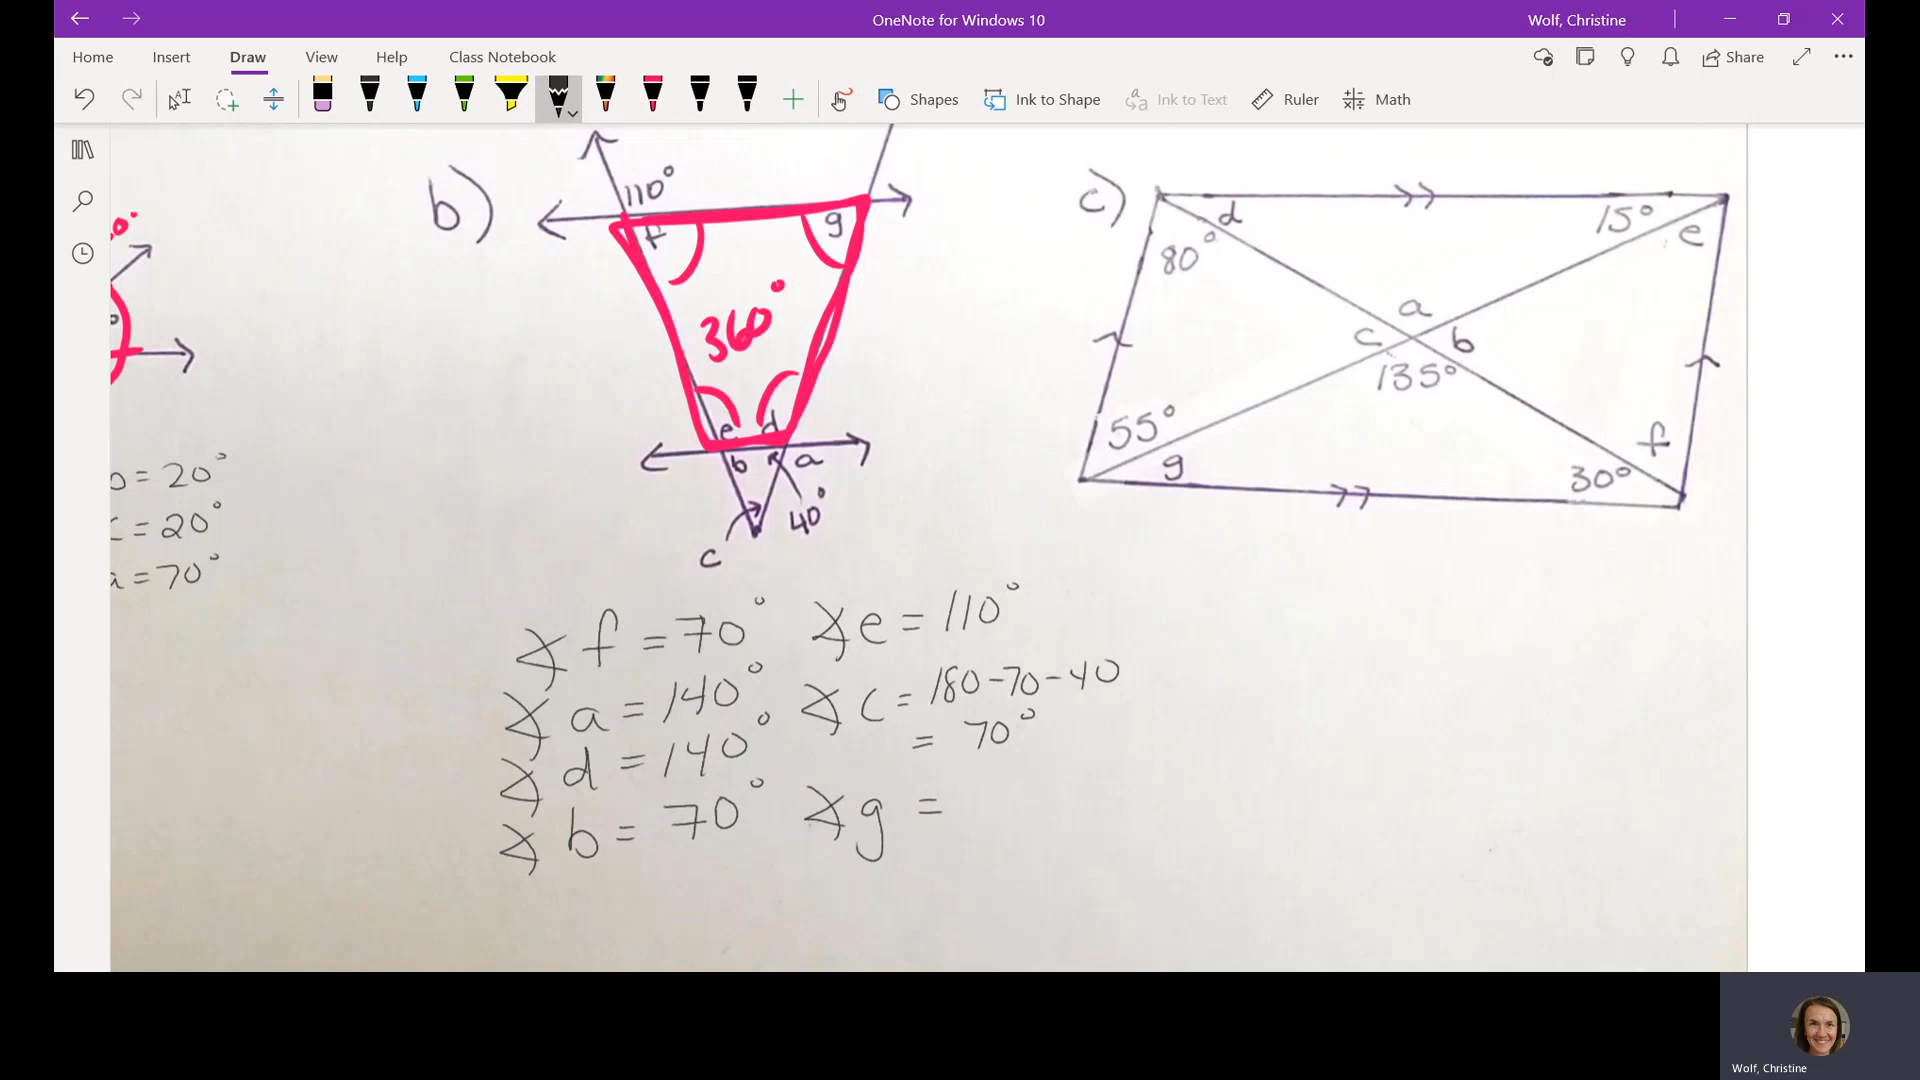 OneNote for Windows 10
Wolf, Christine
Home Insert Draw View Help Class Notebook
Share
Shapes Ink to Shape Ink to Text Ruler Math
b)
110°
f
g
360°
e d
b a
40°
c
c)
d
15°
e
80°
a
c b
135°
55°
g
30°
f
= 20°
c = 20°
a = 70°
∡ f = 70° ∡ e = 110°
∡ a = 140° ∡ c = 180-70-40
= 70°
∡ d = 140°
∡ b = 70° ∡ g =
Wolf, Christine